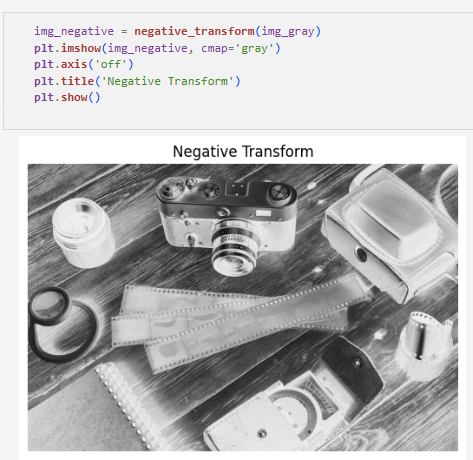 img_negative = negative_transform(img_gray)
plt.imshow(img_negative, cmap='gray')
plt.axis('off')
plt.title('Negative Transform')
plt.show()
Negative Transform